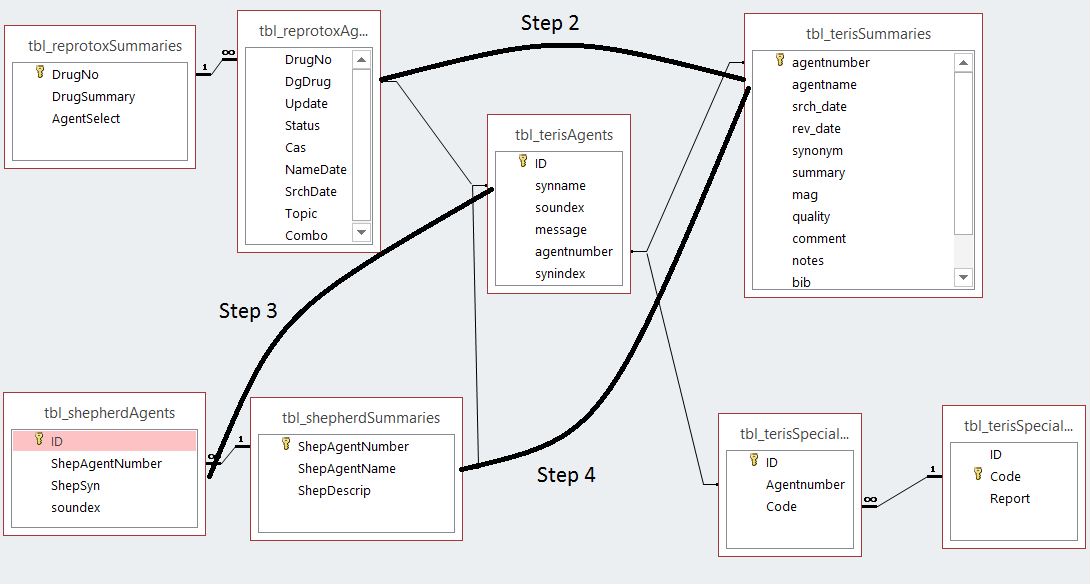 Step 2
tbl_reprotoxSummaries
DrugNo
DrugSummary
AgentSelect
1
∞
tbl_reprotoxAg...
DrugNo
DgDrug
Update
Status
Cas
NameDate
SrchDate
Topic
Combo
tbl_terisAgents
ID
synname
soundex
message
agentnumber
synindex
tbl_terisSummaries
agentnumber
agentname
srch_date
rev_date
synonym
summary
mag
quality
comment
notes
bib
Step 3
tbl_shepherdAgents
ID
ShepAgentNumber
ShepSyn
soundex
∞
1
tbl_shepherdSummaries
ShepAgentNumber
ShepAgentName
ShepDescrip
Step 4
tbl_terisSpecial...
ID
Agentnumber
Code
∞
1
tbl_terisSpecial...
ID
Code
Report